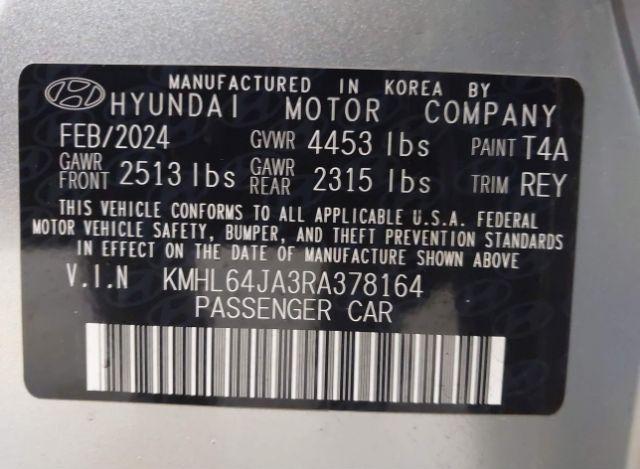 MANUFACTURED IN KOREA BY
HYUNDAI MOTOR COMPANY
FEB/2024 GVWR 4453 lbs PAINT T4A
GAWR FRONT 2513 lbs GAWR REAR 2315 lbs TRIM REY
THIS VEHICLE CONFORMS TO ALL APPLICABLE U.S.A. FEDERAL
MOTOR VEHICLE SAFETY, BUMPER, AND THEFT PREVENTION STANDARDS
IN EFFECT ON THE DATE OF MANUFACTURE SHOWN ABOVE
V.I.N KMHL64JA3RA378164
PASSENGER CAR